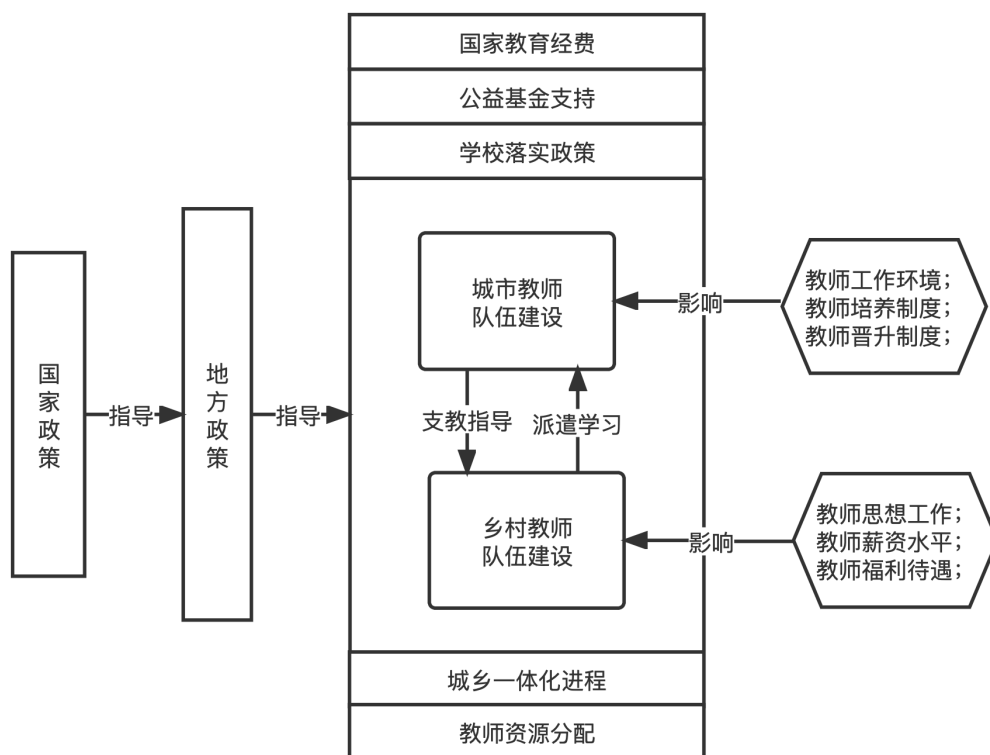 国家教育经费
公益基金支持
学校落实政策
国家政策
指导
地方政策
指导
城市教师
队伍建设
影响
教师工作环境；
教师培养制度；
教师晋升制度；
支教指导
派遣学习
乡村教师
队伍建设
影响
教师思想工作；
教师薪资水平；
教师福利待遇；
城乡一体化进程
教师资源分配